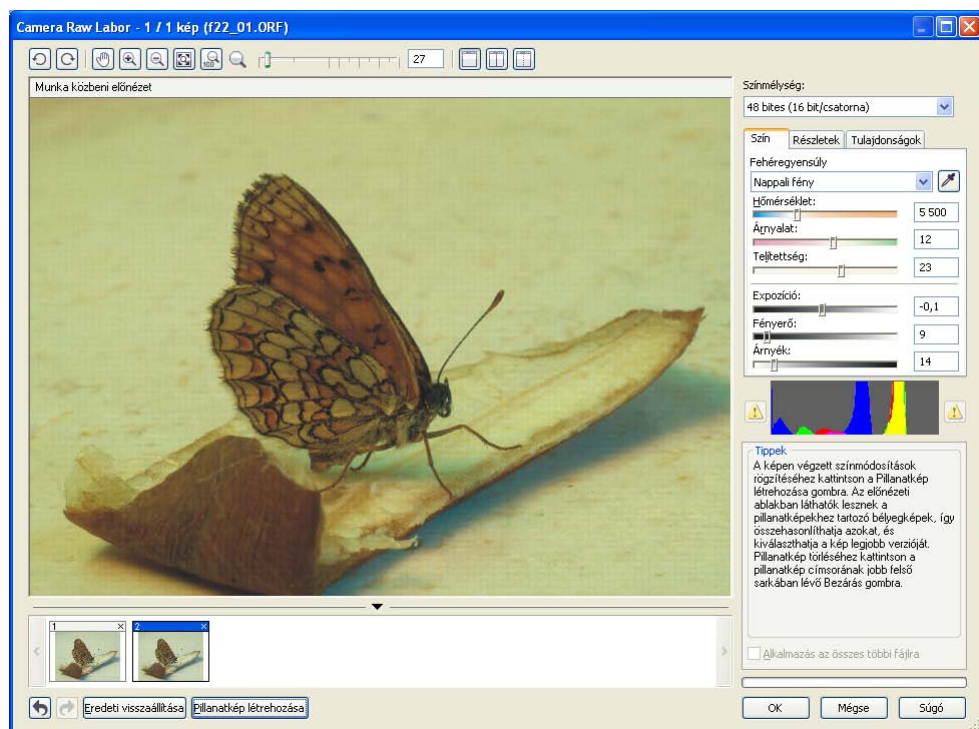 Camera Raw Labor - 1 / 1 kép (f22_01.ORF)
100
27
Munka közbeni előnézet
Színmélység:
48 bites (16 bit/csatorna)
Szín
Részletek
Tulajdonságok
Fehéregyensúly
Nappali fény
Hőmérséklet:
5 500
Árnyalat:
12
Telítettség:
23
Expozíció:
-0,1
Fényerő:
9
Árnyék:
14
Tippek
A képen végzett színmódosítások
rögzítéséhez kattintson a Pillanatkép
létrehozása gombra. Az előnézeti
ablakban láthatók lesznek a
pillanatképekhez tartozó bélyegképek, így
összehasonlíthatja azokat, és
kiválaszthatja a kép legjobb verzióját.
Pillanatkép törléséhez kattintson a
pillanatkép címsorának jobb felső
sarkában lévő Bezárás gombra.
1
2
Alkalmazás az összes többi fájlra
Eredeti visszaállítása
Pillanatkép létrehozása
OK
Mégse
Súgó